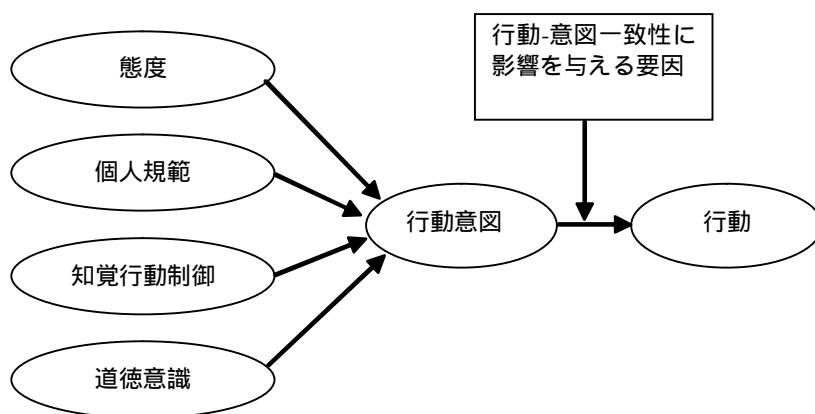 態度
個人規範
知覚行動制御
道徳意識
行動意図
行動-意図一致性に
影響を与える要因
行動